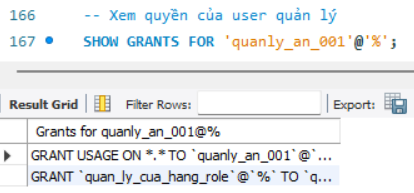 166 -- Xem quyền của user quản lý
167 SHOW GRANTS FOR 'quanly_an_001'@'%';
Result Grid Filter Rows: Export:
Grants for quanly_an_001@%
GRANT USAGE ON *.* TO `quanly_an_001`@`...
GRANT `quan_ly_cua_hang_role`@`%` TO `q...